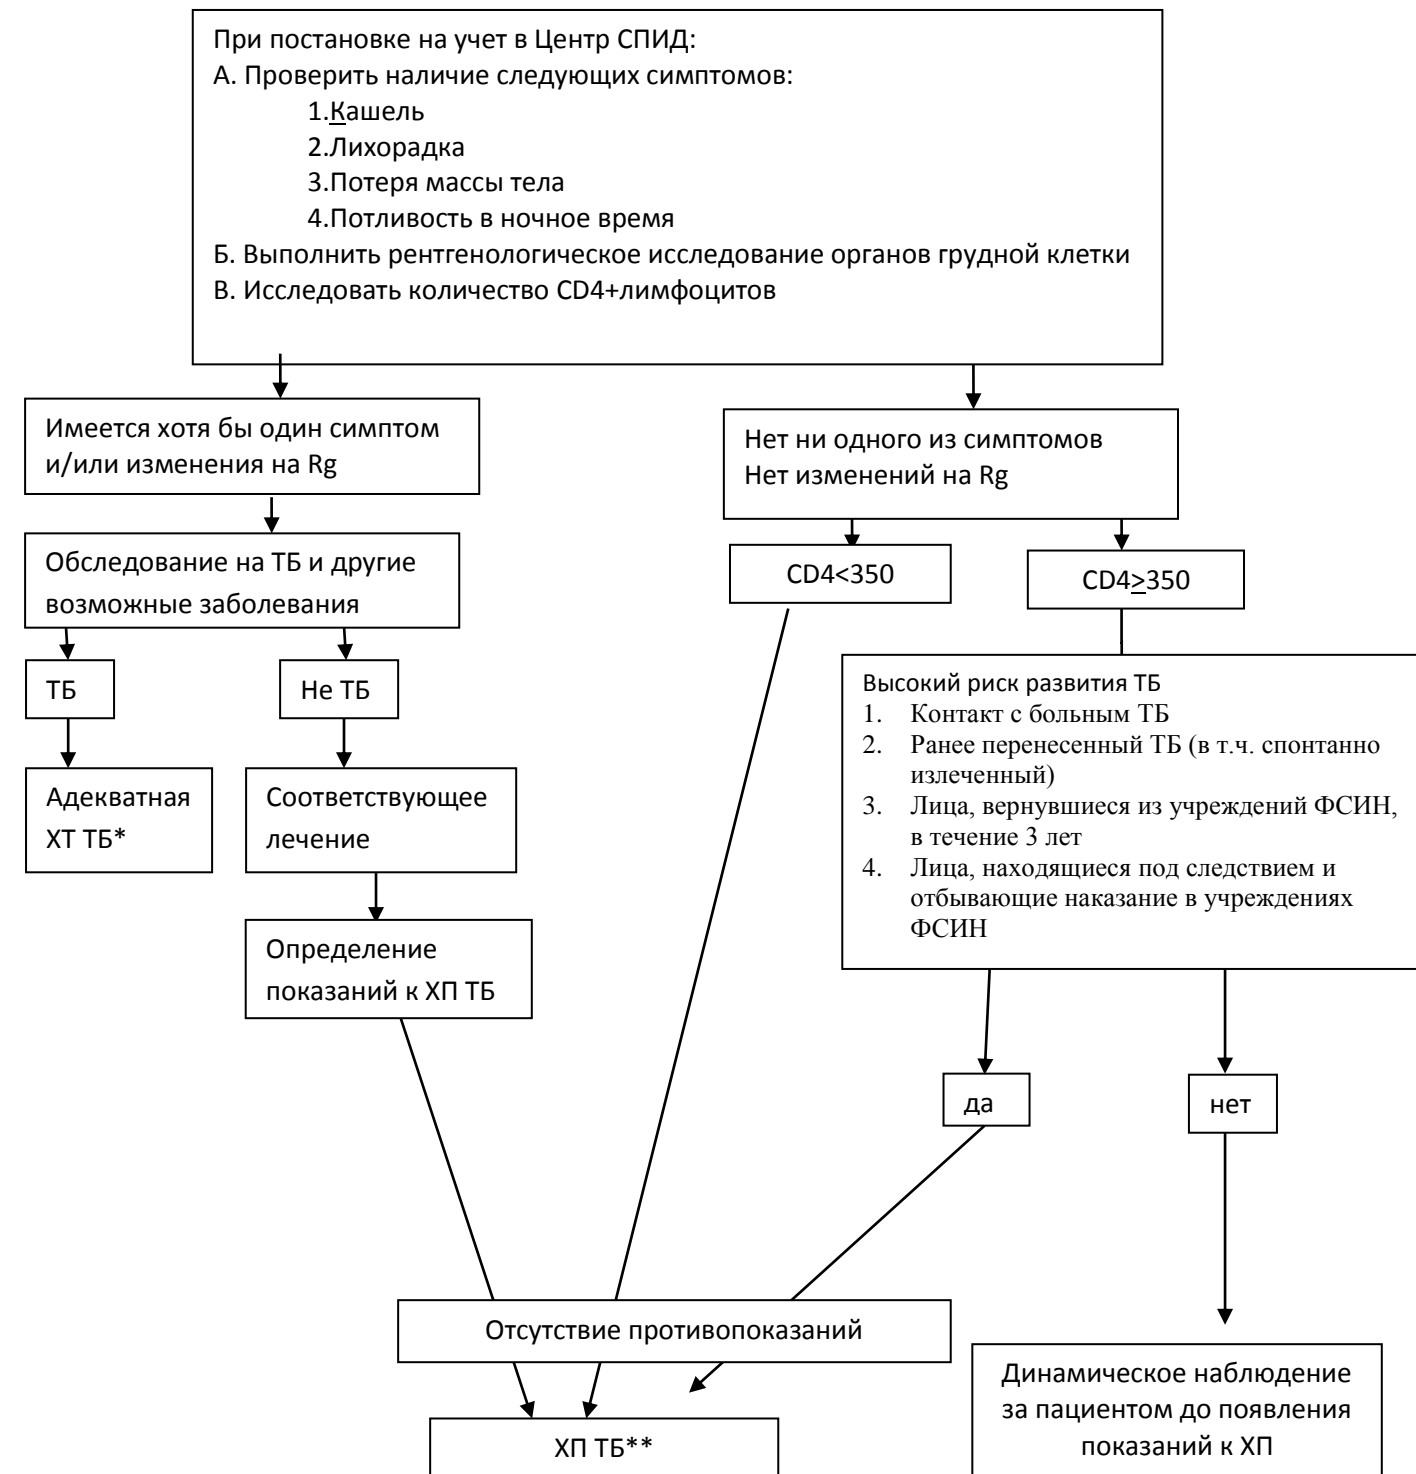 При постановке на учет в Центр СПИД:
А. Проверить наличие следующих симптомов:
1.Кашель
2.Лихорадка
3.Потеря массы тела
4.Потливость в ночное время
Б. Выполнить рентгенологическое исследование органов грудной клетки
В. Исследовать количество CD4+лимфоцитов
Имеется хотя бы один симптом
и/или изменения на Rg
Нет ни одного из симптомов
Нет изменений на Rg
Обследование на ТБ и другие
возможные заболевания
CD4<350
CD4≥350
ТБ
Не ТБ
Высокий риск развития ТБ
1. Контакт с больным ТБ
2. Ранее перенесенный ТБ (в т.ч. спонтанно
излеченный)
3. Лица, вернувшиеся из учреждений ФСИН,
в течение 3 лет
4. Лица, находящиеся под следствием и
отбывающие наказание в учреждениях
ФСИН
Адекватная
ХТ ТБ*
Соответствующее
лечение
Определение
показаний к ХП ТБ
да
нет
Отсутствие противопоказаний
Динамическое наблюдение
за пациентом до появления
показаний к ХП
ХП ТБ**